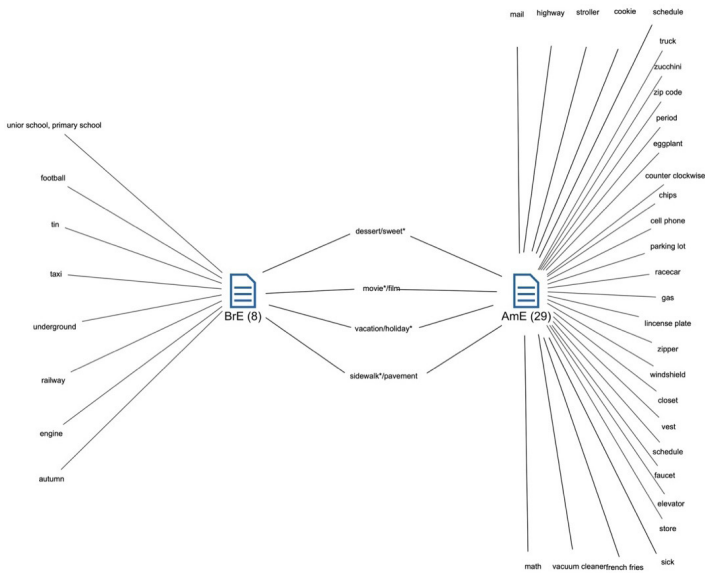 mail
highway
stroller
cookie
schedule
truck
zucchini
zip code
period
eggplant
counter clockwise
chips
cell phone
parking lot
racecar
gas
lincense plate
zipper
windshield
closet
vest
schedule
faucet
elevator
store
sick
french fries
vacuum cleaner
math
unior school, primary school
football
tin
taxi
underground
railway
engine
autumn
BrE (8)
dessert/sweet*
movie*/film
vacation/holiday*
sidewalk*/pavement
AmE (29)